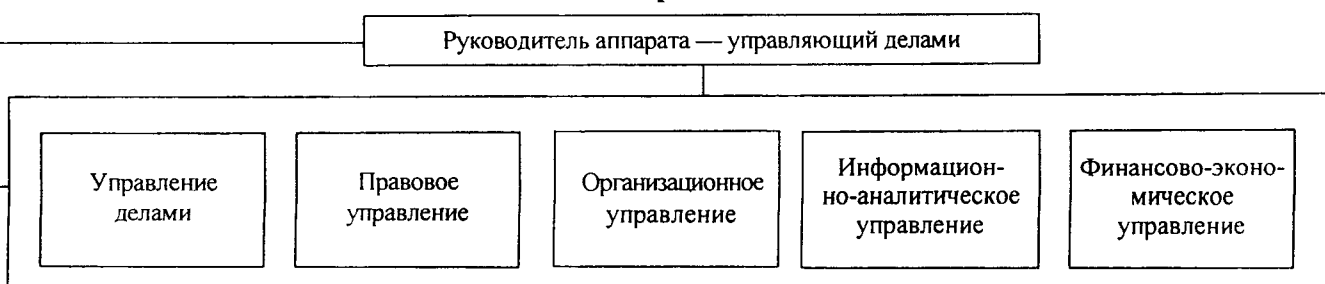 Руководитель аппарата — управляющий делами
Управление
делами
Правовое
управление
Организационное
управление
Информацион-
но-аналитическое
управление
Финансово-эконо-
мическое
управление